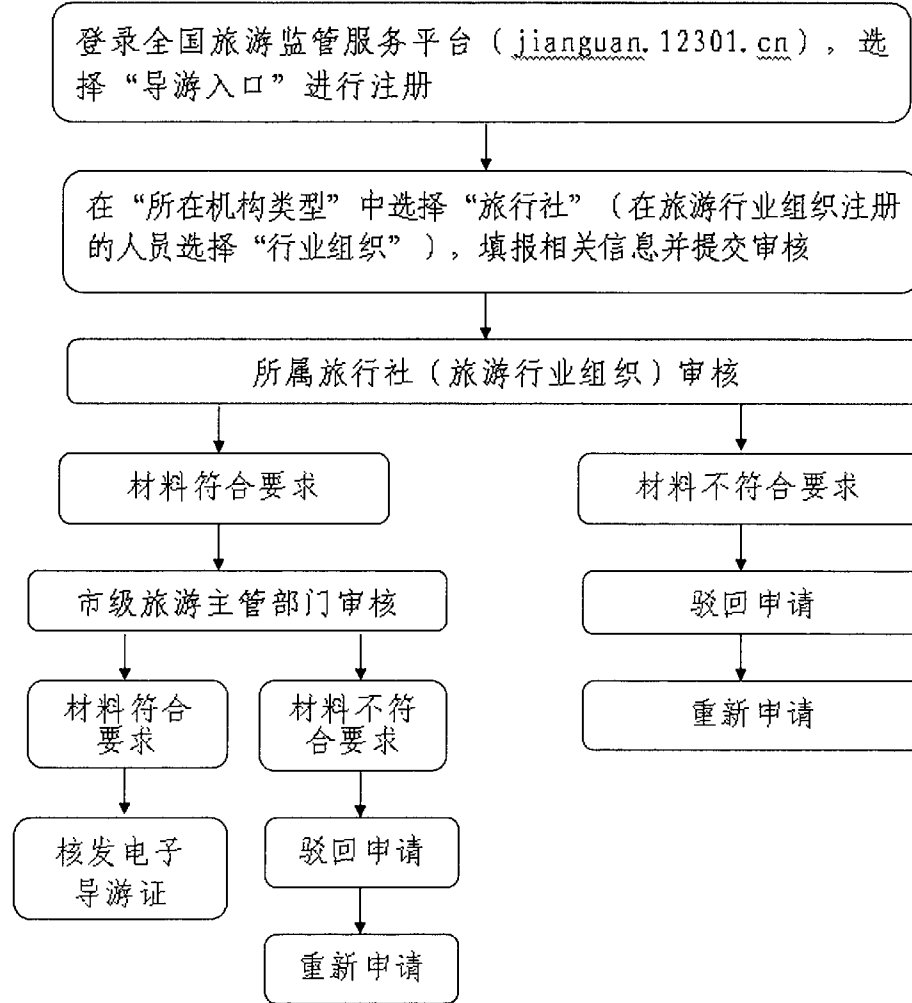 登录全国旅游监管服务平台（jianguan.12301.cn），选
择“导游入口”进行注册
在“所在机构类型”中选择“旅行社”（在旅游行业组织注册
的人员选择“行业组织”），填报相关信息并提交审核
所属旅行社（旅游行业组织）审核
材料符合要求
材料不符合要求
市级旅游主管部门审核
驳回申请
材料符合
要求
材料不符
合要求
重新申请
核发电子
导游证
驳回申请
重新申请